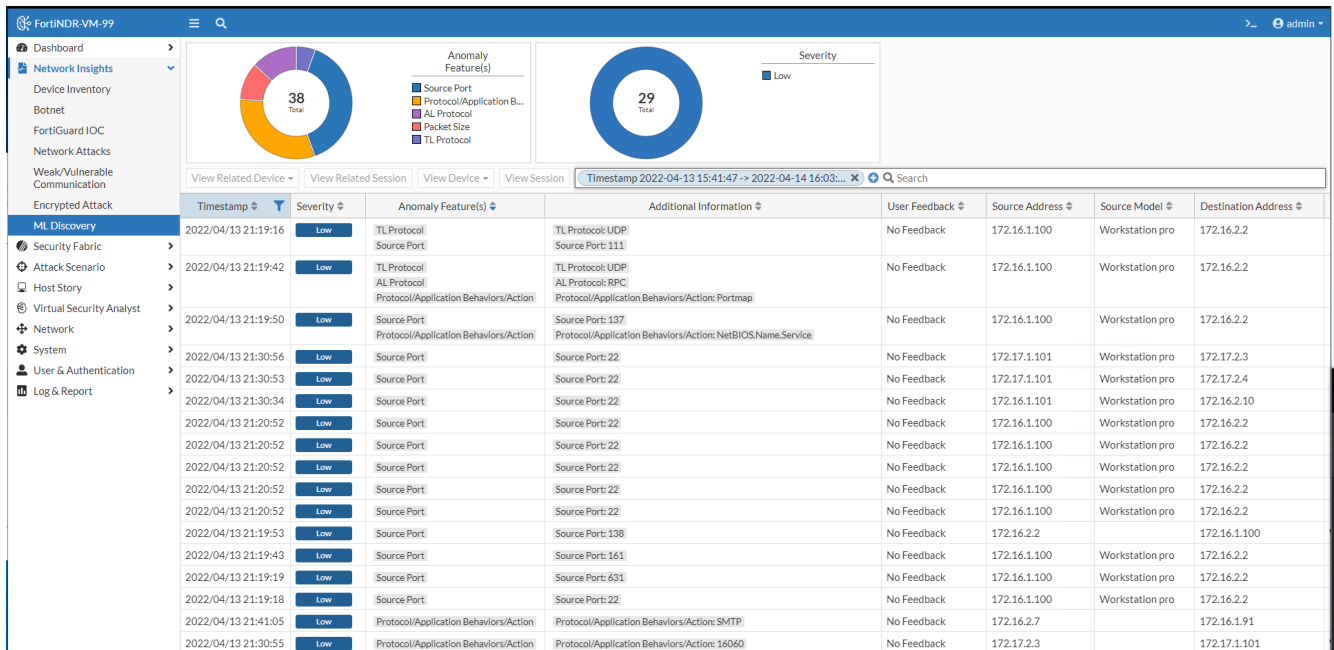 FortiNDR-VM-99
>_ admin
Dashboard
Network Insights
Device Inventory
Botnet
FortiGuard IOC
Network Attacks
Weak/Vulnerable
Communication
Encrypted Attack
ML Discovery
Security Fabric
Attack Scenario
Host Story
Virtual Security Analyst
Network
System
User & Authentication
Log & Report
38
Total
Anomaly
Feature(s)
Source Port
Protocol/Application B...
AL Protocol
Packet Size
TL Protocol
29
Total
Severity
Low
View Related Device View Related Session View Device View Session Timestamp 2022-04-13 15:41:47 -> 2022-04-14 16:03:... Search
Timestamp Severity Anomaly Feature(s) Additional Information User Feedback Source Address Source Model Destination Address
2022/04/13 21:19:16 Low TL Protocol TL Protocol: UDP No Feedback 172.16.1.100 Workstation pro 172.16.2.2
Source Port Source Port: 111
2022/04/13 21:19:42 Low TL Protocol TL Protocol: UDP No Feedback 172.16.1.100 Workstation pro 172.16.2.2
AL Protocol AL Protocol: RPC
Protocol/Application Behaviors/Action Protocol/Application Behaviors/Action: Portmap
2022/04/13 21:19:50 Low Source Port Source Port: 137 No Feedback 172.16.1.100 Workstation pro 172.16.2.2
Protocol/Application Behaviors/Action Protocol/Application Behaviors/Action: NetBIOS.Name.Service
2022/04/13 21:30:56 Low Source Port Source Port: 22 No Feedback 172.17.1.101 Workstation pro 172.17.2.3
2022/04/13 21:30:53 Low Source Port Source Port: 22 No Feedback 172.17.1.101 Workstation pro 172.17.2.4
2022/04/13 21:30:34 Low Source Port Source Port: 22 No Feedback 172.16.1.101 Workstation pro 172.16.2.10
2022/04/13 21:20:52 Low Source Port Source Port: 22 No Feedback 172.16.1.100 Workstation pro 172.16.2.2
2022/04/13 21:20:52 Low Source Port Source Port: 22 No Feedback 172.16.1.100 Workstation pro 172.16.2.2
2022/04/13 21:20:52 Low Source Port Source Port: 22 No Feedback 172.16.1.100 Workstation pro 172.16.2.2
2022/04/13 21:20:52 Low Source Port Source Port: 22 No Feedback 172.16.1.100 Workstation pro 172.16.2.2
2022/04/13 21:20:52 Low Source Port Source Port: 22 No Feedback 172.16.1.100 Workstation pro 172.16.2.2
2022/04/13 21:19:53 Low Source Port Source Port: 138 No Feedback 172.16.2.2 172.16.1.100
2022/04/13 21:19:43 Low Source Port Source Port: 161 No Feedback 172.16.1.100 Workstation pro 172.16.2.2
2022/04/13 21:19:19 Low Source Port Source Port: 631 No Feedback 172.16.1.100 Workstation pro 172.16.2.2
2022/04/13 21:19:18 Low Source Port Source Port: 22 No Feedback 172.16.1.100 Workstation pro 172.16.2.2
2022/04/13 21:41:05 Low Protocol/Application Behaviors/Action Protocol/Application Behaviors/Action: SMTP No Feedback 172.16.2.7 172.16.1.91
2022/04/13 21:30:55 Low Protocol/Application Behaviors/Action Protocol/Application Behaviors/Action: 16060 No Feedback 172.17.2.3 172.17.1.101